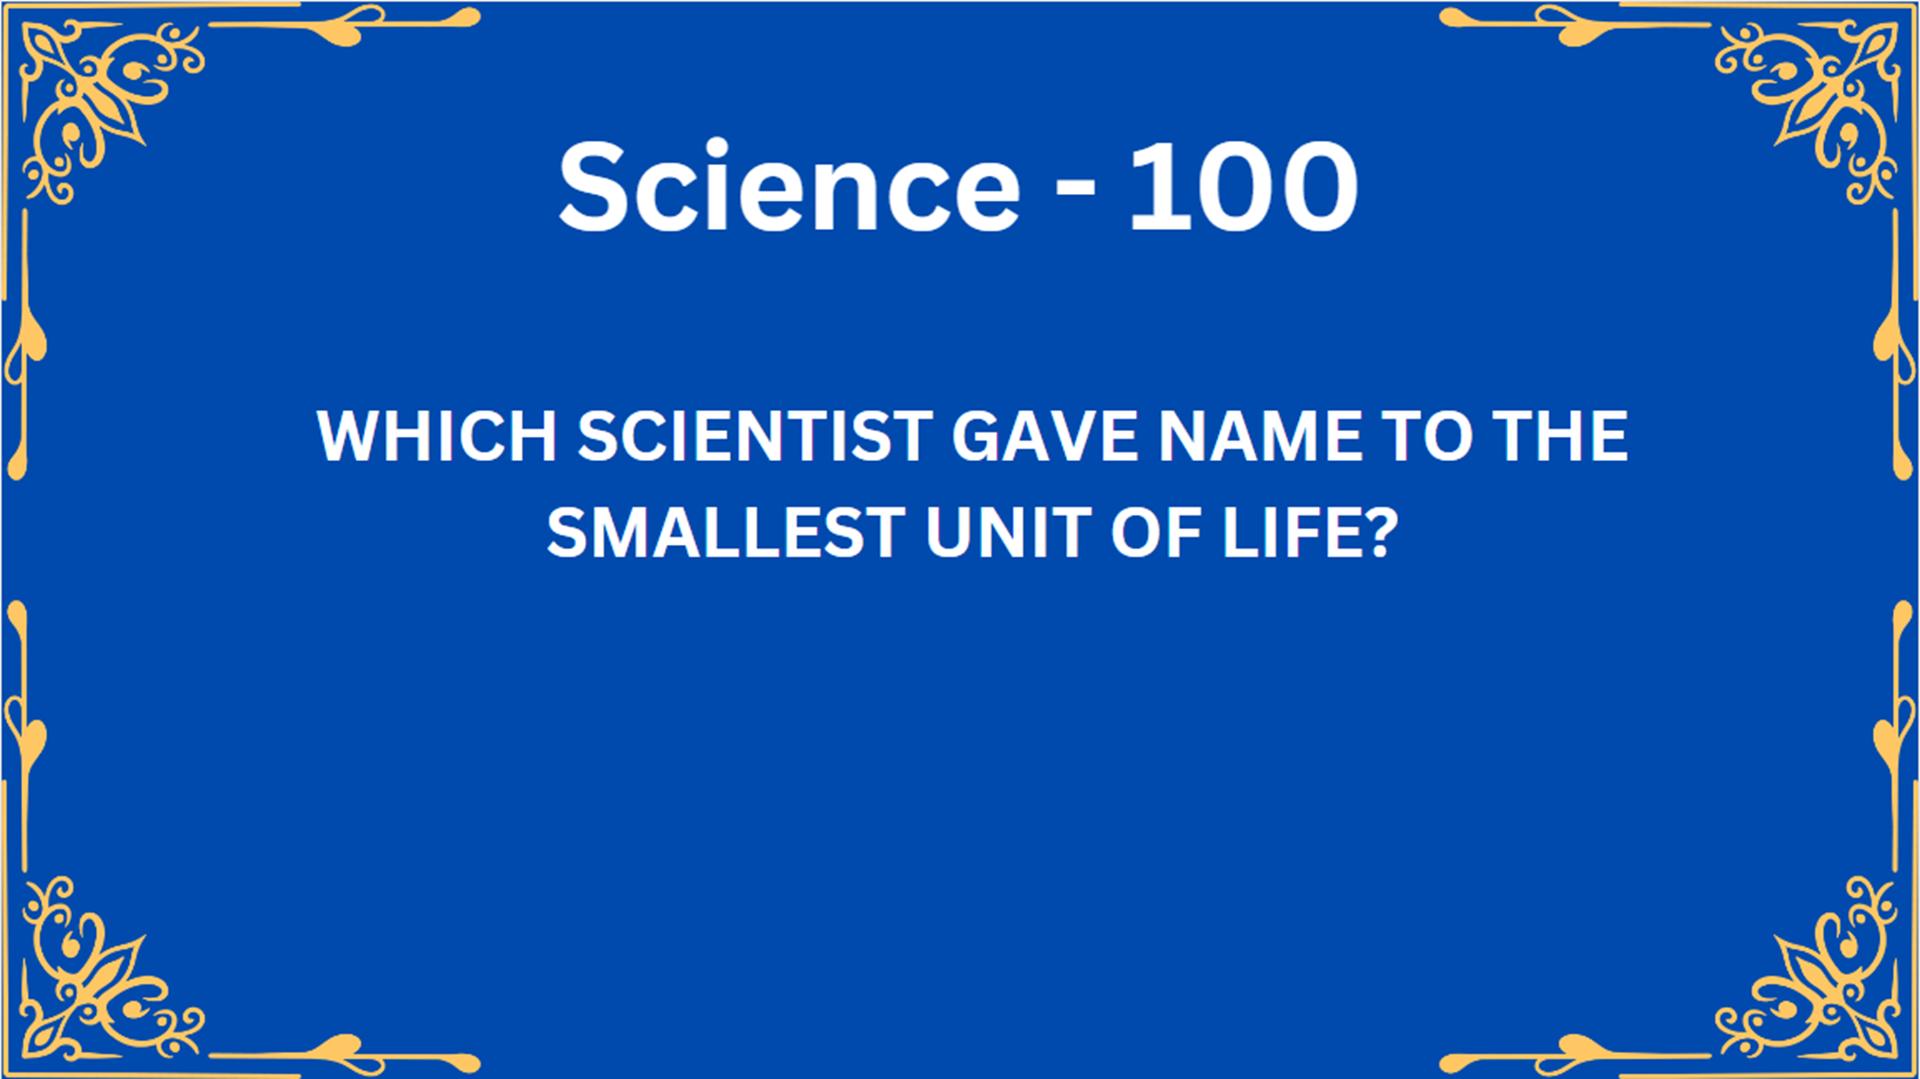 Science - 100
WHICH SCIENTIST GAVE NAME TO THE
SMALLEST UNIT OF LIFE?